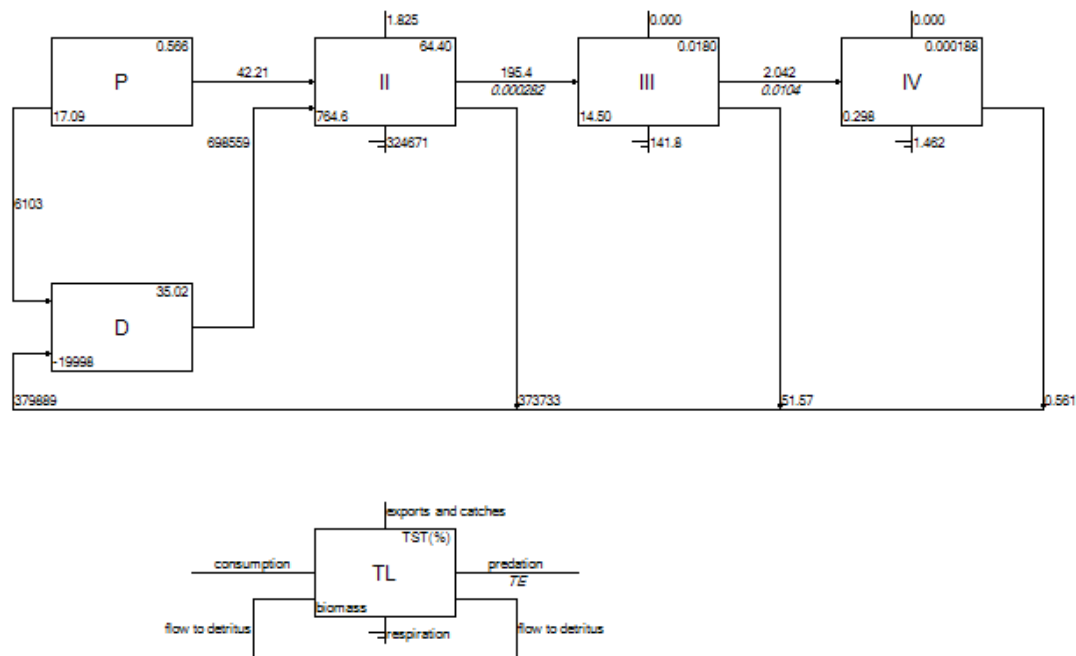 1.825
0.000
0.000
0.566
64.40
0.0180
0.000188
P
42.21
II
195.4
0.000282
III
2.042
0.0104
IV
17.09
764.6
14.50
0.298
698559
324671
141.8
1.462
6103
35.02
D
-19998
379889
373733
51.57
0.561
exports and catches
TST(%)
consumption
TL
predation
TE
biomass
flow to detritus
respiration
flow to detritus